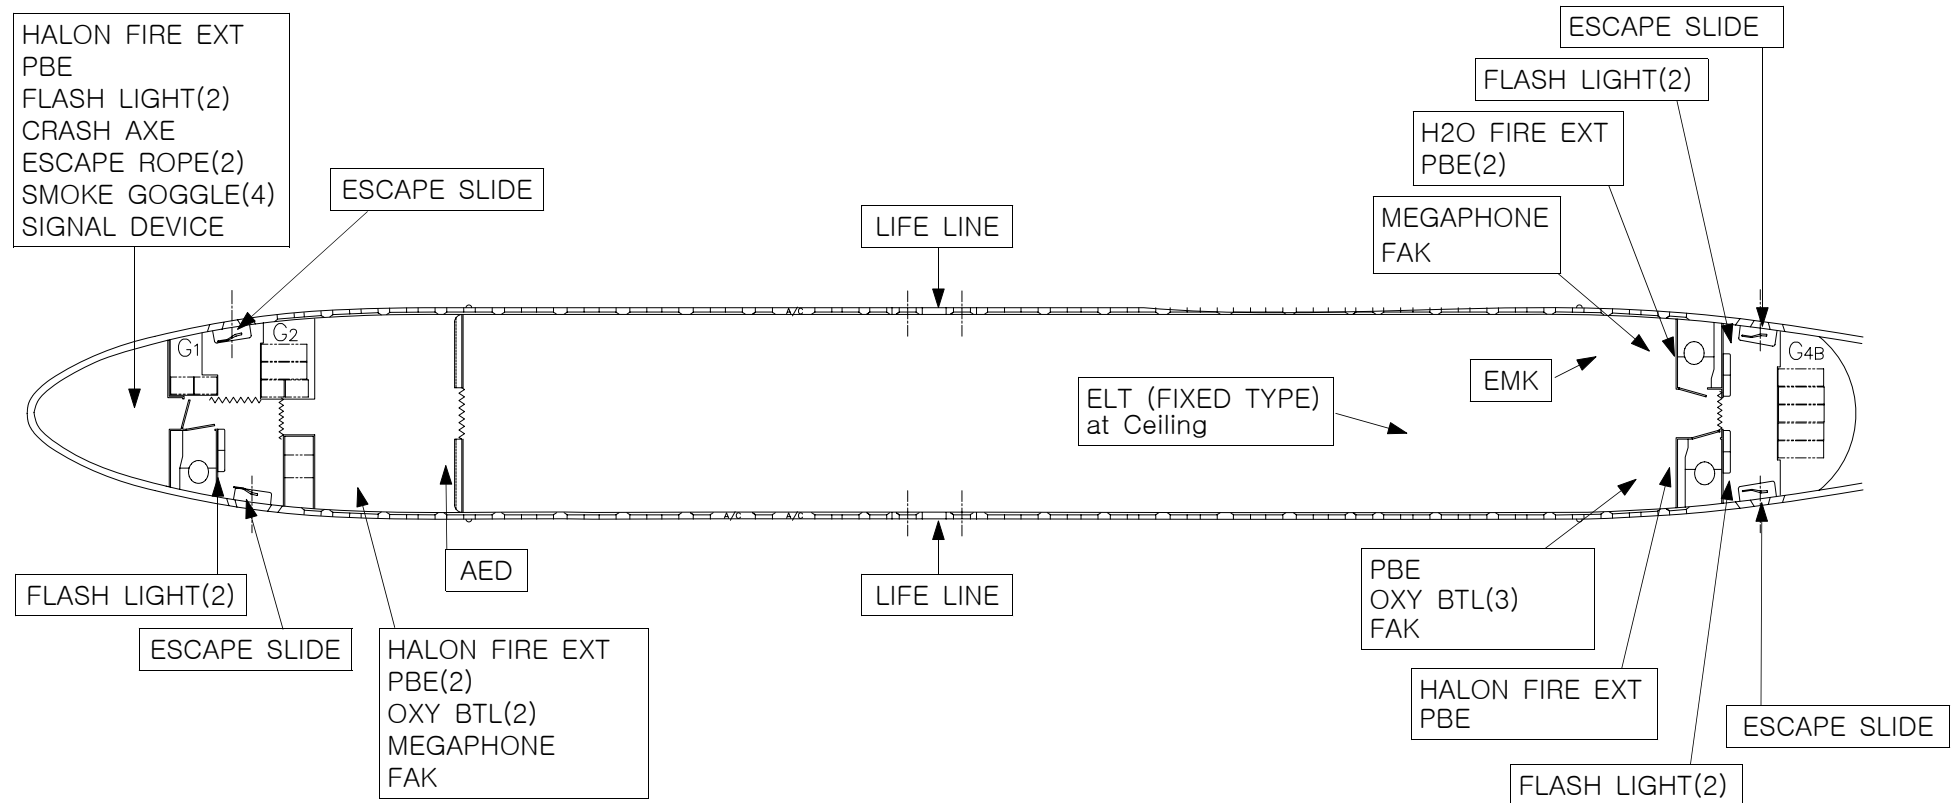 HALON FIRE EXT
PBE
FLASH LIGHT(2)
CRASH AXE
ESCAPE ROPE(2)
SMOKE GOGGLE(4)
SIGNAL DEVICE
ESCAPE SLIDE
LIFE LINE
ESCAPE SLIDE
FLASH LIGHT(2)
H2O FIRE EXT
PBE(2)
MEGAPHONE
FAK
A/C
G1
G2
G4B
EMK
ELT (FIXED TYPE)
at Ceiling
A/C
A/C
FLASH LIGHT(2)
ESCAPE SLIDE
AED
HALON FIRE EXT
PBE(2)
OXY BTL(2)
MEGAPHONE
FAK
LIFE LINE
PBE
OXY BTL(3)
FAK
HALON FIRE EXT
PBE
ESCAPE SLIDE
FLASH LIGHT(2)